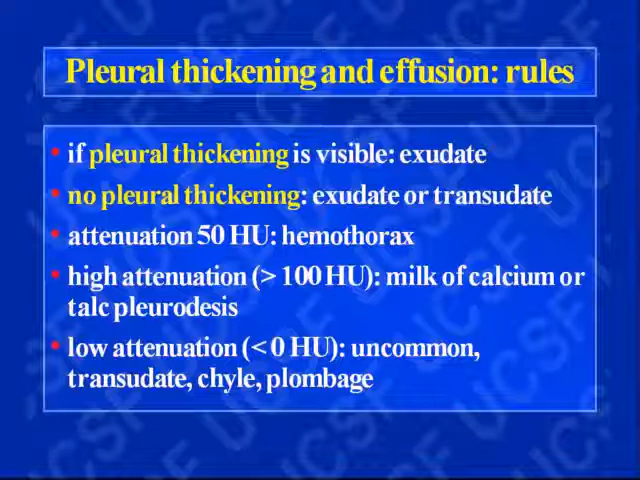 Pleural thickening and effusion: rules
• if pleural thickening is visible: exudate
• no pleural thickening: exudate or transudate
• attenuation 50 HU: hemothorax
• high attenuation (> 100 HU): milk of calcium or
talc pleurodesis
• low attenuation (< 0 HU): uncommon,
transudate, chyle, plombage
UCSF